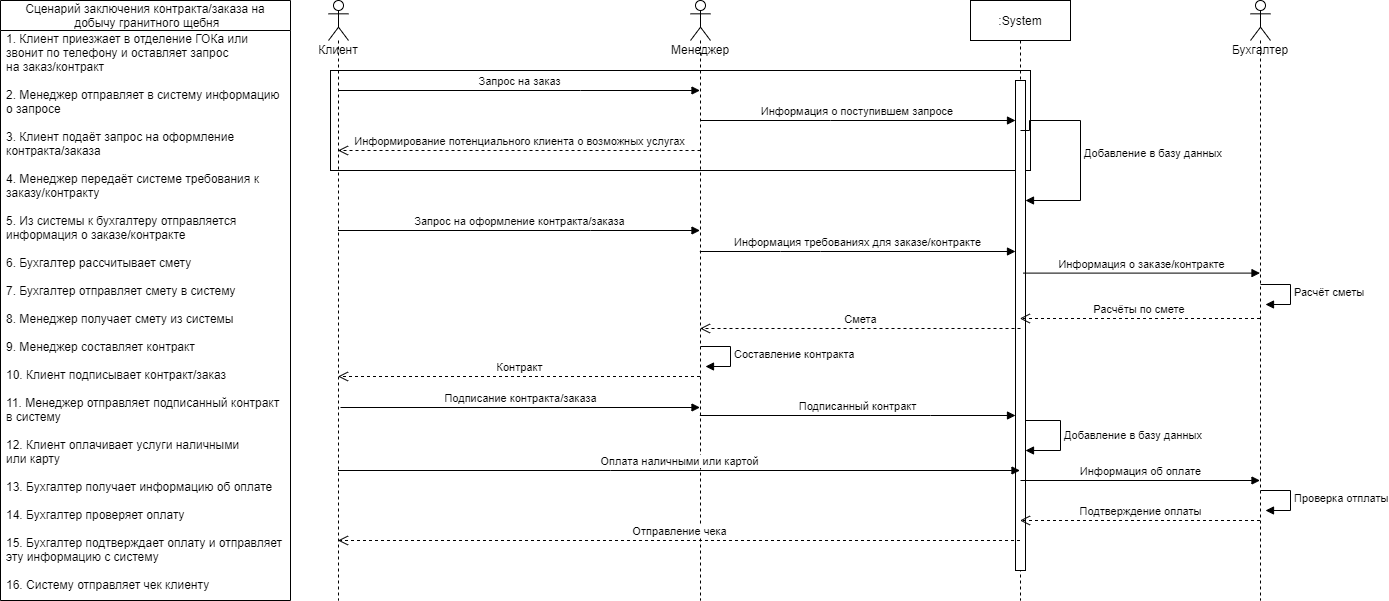 Сценарий заключения контракта/заказа на
добычу гранитного щебня
1. Клиент приезжает в отделение ГОКа или
звонит по телефону и оставляет запрос
на заказ/контракт
2. Менеджер отправляет в систему информацию
о запросе
3. Клиент подаёт запрос на оформление
контракта/заказа
4. Менеджер передаёт системе требования к
заказу/контракту
5. Из системы к бухгалтеру отправляется
информация о заказе/контракте
6. Бухгалтер рассчитывает смету
7. Бухгалтер отправляет смету в систему
8. Менеджер получает смету из системы
9. Менеджер составляет контракт
10. Клиент подписывает контракт/заказ
11. Менеджер отправляет подписанный контракт
в систему
12. Клиент оплачивает услуги наличными
или карту
13. Бухгалтер получает информацию об оплате
14. Бухгалтер проверяет оплату
15. Бухгалтер подтверждает оплату и отправляет
эту информацию с систему
16. Систему отправляет чек клиенту
Клиент
Менеджер
:System
Бухгалтер
Запрос на заказ
Информация о поступившем запросе
Информирование потенциального клиента о возможных услугах
Добавление в базу данных
Запрос на оформление контракта/заказа
Информация требованиях для заказе/контракте
Информация о заказе/контракте
Расчёт сметы
Расчёты по смете
Смета
Составление контракта
Контракт
Подписание контракта/заказа
Подписанный контракт
Добавление в базу данных
Оплата наличными или картой
Информация об оплате
Проверка отплаты
Подтверждение оплаты
Отправление чека